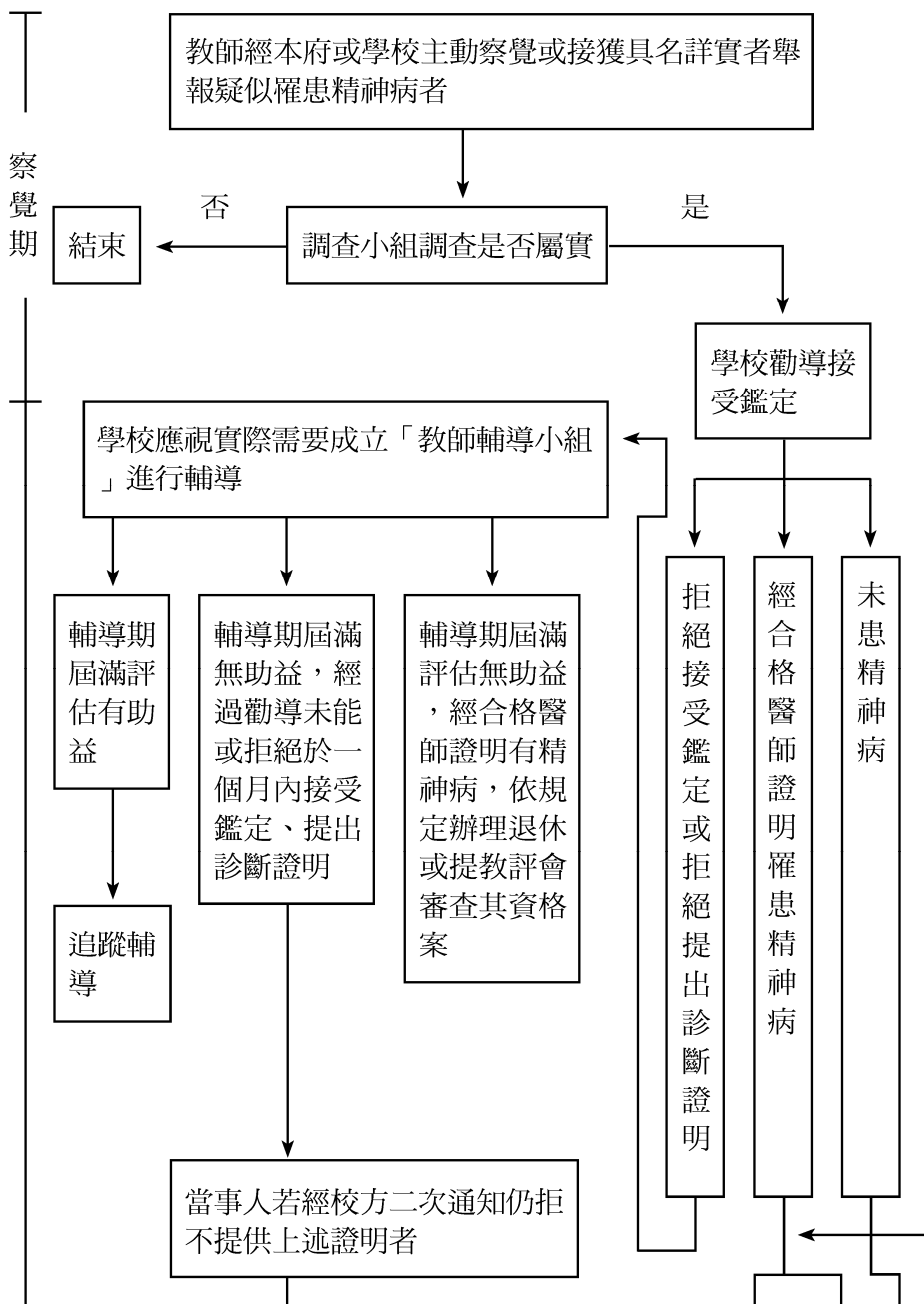 教師經本府或學校主動察覺或接獲具名詳實者舉
報疑似罹患精神病者
察覺期
否
是
結束
調查小組調查是否屬實
學校勸導接
受鑑定
學校應視實際需要成立「教師輔導小組
」進行輔導
輔導期
屆滿評
估有助
益
輔導期屆滿
無助益，經
過勸導未能
或拒絕於一
個月內接受
鑑定、提出
診斷證明
輔導期屆滿
評估無助益
，經合格醫
師證明有精
神病，依規
定辦理退休
或提教評會
審查其資格
案
拒絕接受鑑定或拒絕提出診斷證明
經合格醫師證明罹患精神病
未患精神病
追蹤輔
導
當事人若經校方二次通知仍拒
不提供上述證明者